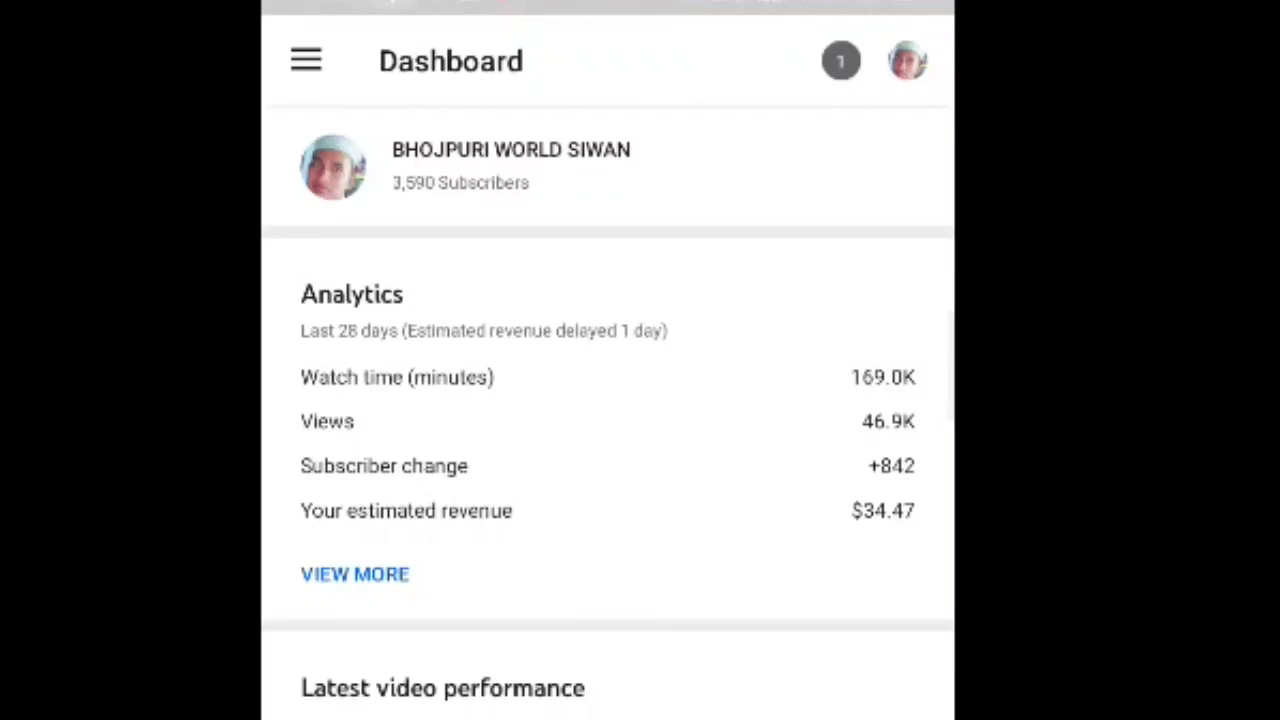 Dashboard
1
BHOJPURI WORLD SIWAN
3,590 Subscribers
Analytics
Last 28 days (Estimated revenue delayed 1 day)
Watch time (minutes) 169.0K
Views 46.9K
Subscriber change +842
Your estimated revenue $34.47
VIEW MORE
Latest video performance